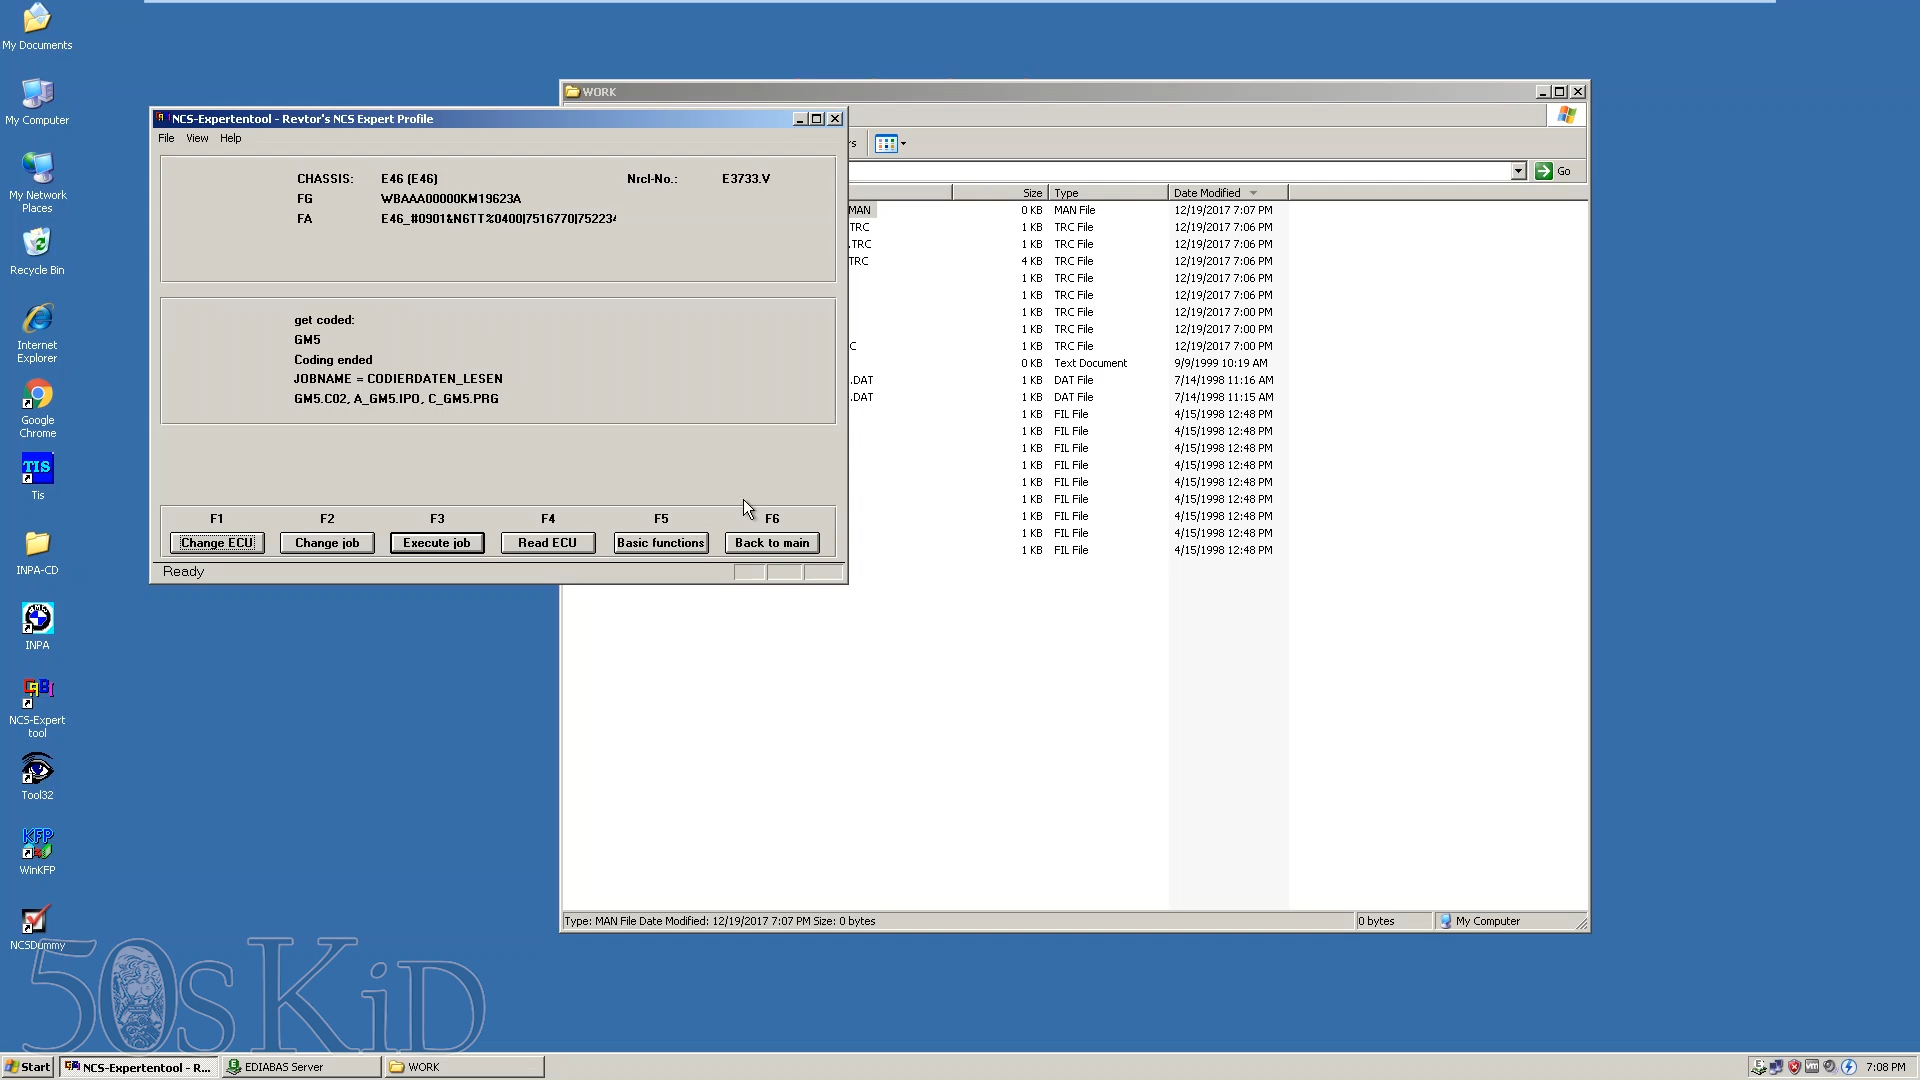 My Documents
My Computer
My Network
Places
Recycle Bin
Internet
Explorer
Google
Chrome
TIS
Tis
INPA-CD
INPA
NCS-Expert
tool
Tool32
KFP
WinKFP
NCSDummy
50sKiD
NCS-Expertentool - Revtor's NCS Expert Profile
File View Help
CHASSIS: E46 (E46) Nrcl-No.: E3733.V
FG WBAAA00000KM19623A
FA E46_#0901&N6TT%0400|7516770|752234
get coded:
GM5
Coding ended
JOBNAME = CODIERDATEN_LESEN
GM5.C02, A_GM5.IPO, C_GM5.PRG
F1 F2 F3 F4 F5 F6
Change ECU Change job Execute job Read ECU Basic functions Back to main
Ready
WORK
Go
Size Type Date Modified
MAN 0 KB MAN File 12/19/2017 7:07 PM
TRC 1 KB TRC File 12/19/2017 7:06 PM
.TRC 1 KB TRC File 12/19/2017 7:06 PM
TRC 4 KB TRC File 12/19/2017 7:06 PM
1 KB TRC File 12/19/2017 7:06 PM
1 KB TRC File 12/19/2017 7:06 PM
1 KB TRC File 12/19/2017 7:00 PM
1 KB TRC File 12/19/2017 7:00 PM
C 1 KB TRC File 12/19/2017 7:00 PM
0 KB Text Document 9/9/1999 10:19 AM
.DAT 1 KB DAT File 7/14/1998 11:16 AM
.DAT 1 KB DAT File 7/14/1998 11:15 AM
1 KB FIL File 4/15/1998 12:48 PM
1 KB FIL File 4/15/1998 12:48 PM
1 KB FIL File 4/15/1998 12:48 PM
1 KB FIL File 4/15/1998 12:48 PM
1 KB FIL File 4/15/1998 12:48 PM
1 KB FIL File 4/15/1998 12:48 PM
1 KB FIL File 4/15/1998 12:48 PM
1 KB FIL File 4/15/1998 12:48 PM
1 KB FIL File 4/15/1998 12:48 PM
Type: MAN File Date Modified: 12/19/2017 7:07 PM Size: 0 bytes 0 bytes My Computer
Start NCS-Expertentool - R... EDIABAS Server WORK 7:08 PM